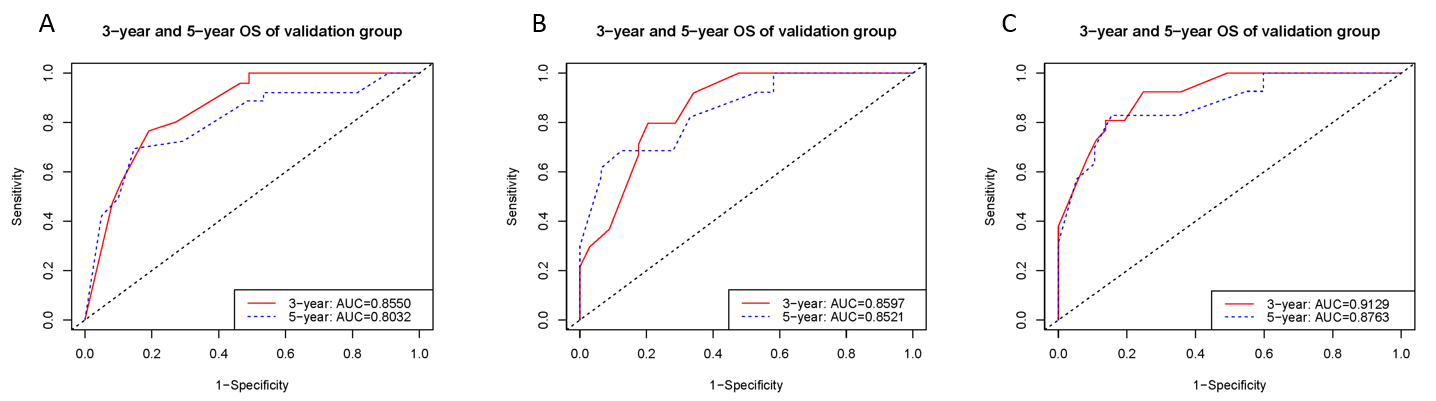 A
3−year and 5−year OS of validation group
Sensitivity
1.0
0.8
0.6
0.4
0.2
0.0
3−year: AUC=0.8550
5−year: AUC=0.8032
0.0 0.2 0.4 0.6 0.8 1.0
1−Specificity
B
3−year and 5−year OS of validation group
Sensitivity
1.0
0.8
0.6
0.4
0.2
0.0
3−year: AUC=0.8597
5−year: AUC=0.8521
0.0 0.2 0.4 0.6 0.8 1.0
1−Specificity
C
3−year and 5−year OS of validation group
Sensitivity
1.0
0.8
0.6
0.4
0.2
0.0
3−year: AUC=0.9129
5−year: AUC=0.8763
0.0 0.2 0.4 0.6 0.8 1.0
1−Specificity